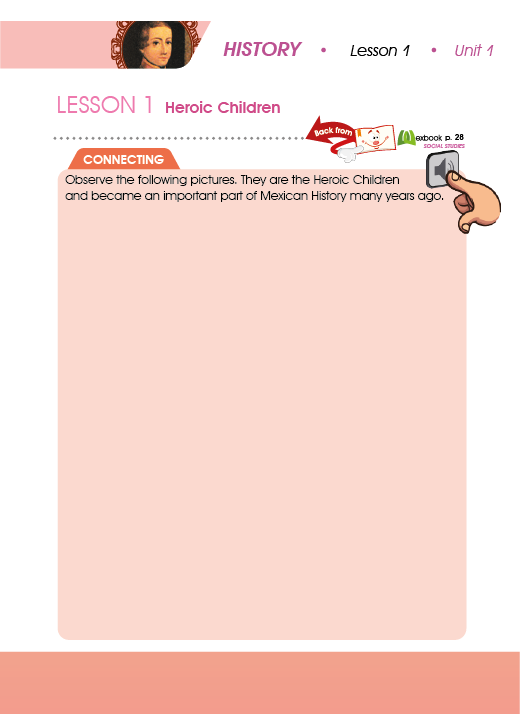 HISTORY • Lesson 1 • Unit 1
LESSON 1 Heroic Children
Back from
exbook p. 28
SOCIAL STUDIES
CONNECTING
Observe the following pictures. They are the Heroic Children
and became an important part of Mexican History many years ago.